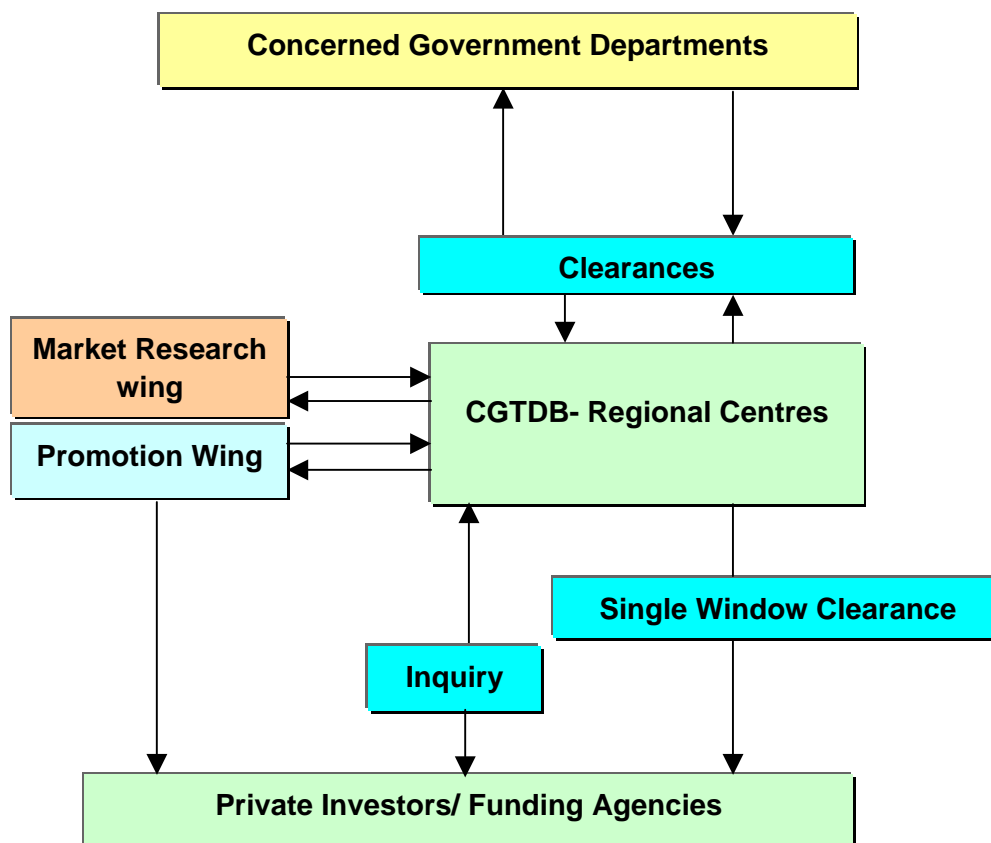 Concerned Government Departments
Clearances
Market Research
wing
CGTDB- Regional Centres
Promotion Wing
Single Window Clearance
Inquiry
Private Investors/ Funding Agencies